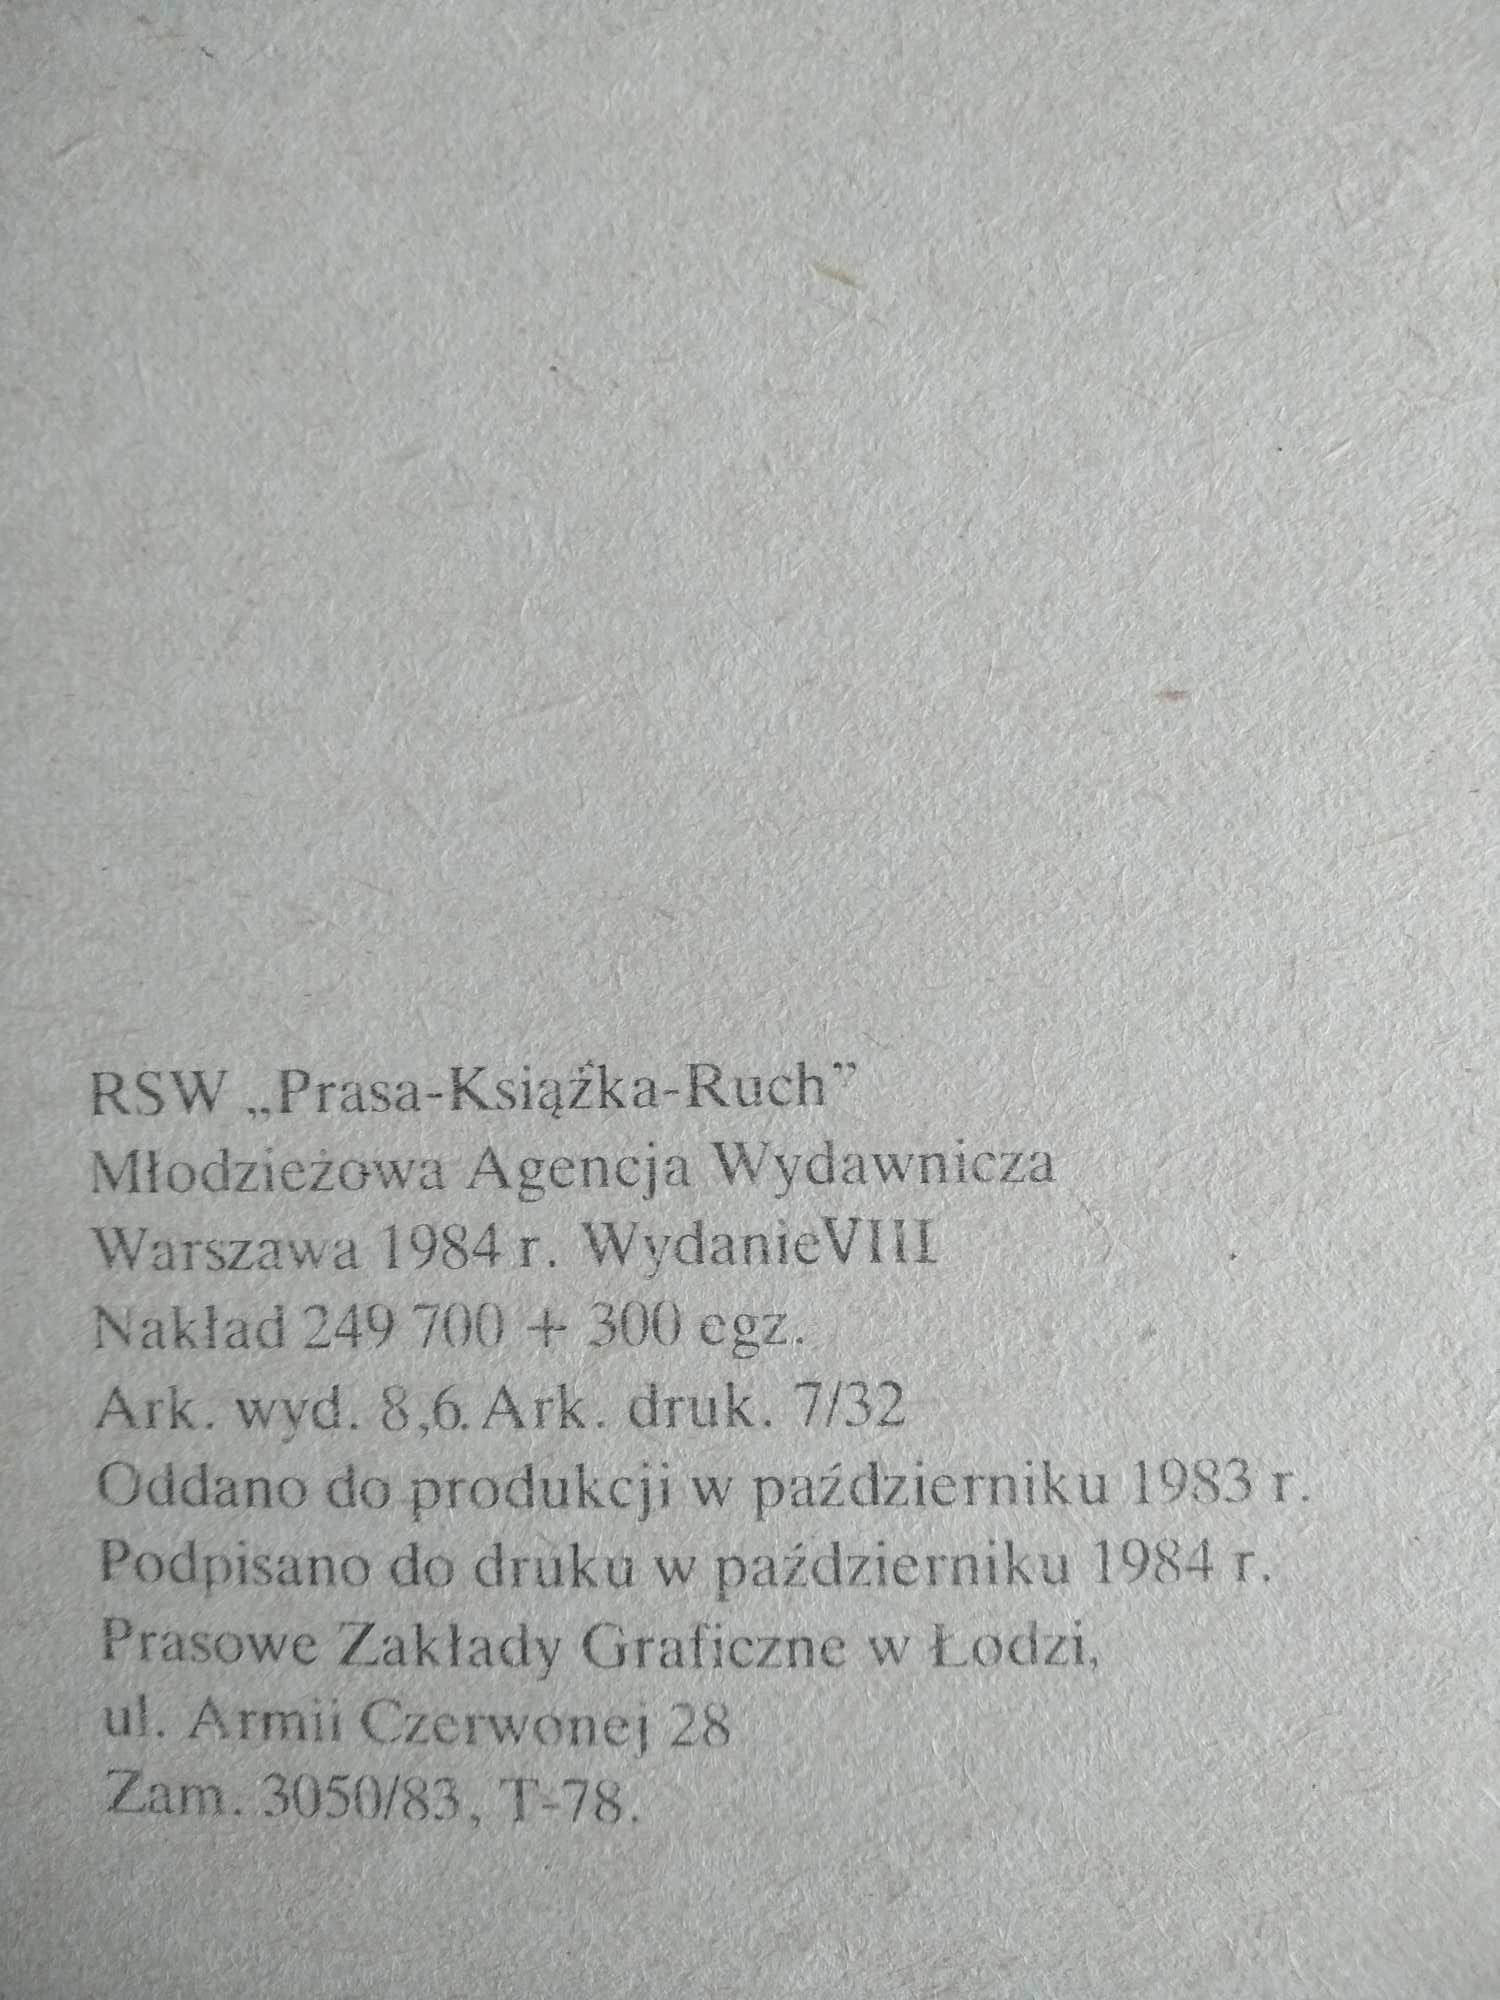 RSW „Prasa-Książka-Ruch”
Młodzieżowa Agencja Wydawnicza
Warszawa 1984 r. WydanieVIII
Nakład 249 700 + 300 egz.
Ark. wyd. 8,6. Ark. druk. 7/32
Oddano do produkcji w październiku 1983 r.
Podpisano do druku w październiku 1984 r.
Prasowe Zakłady Graficzne w Łodzi,
ul. Armii Czerwonej 28
Zam. 3050/83, T-78.